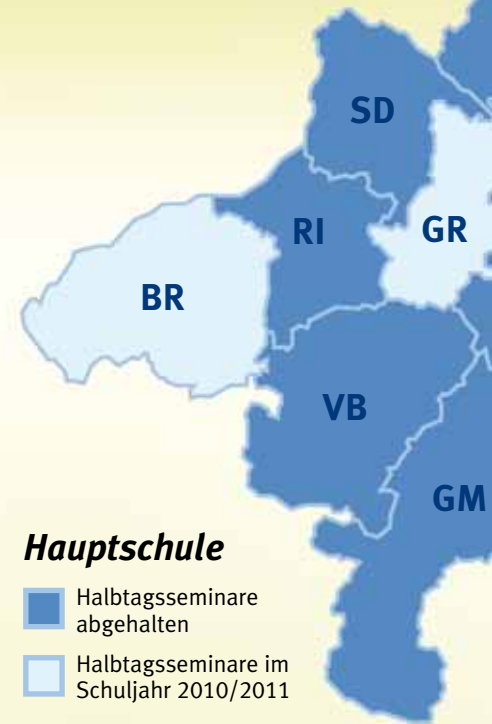 SD
RI
GR
BR
VB
GM
Hauptschule
Halbtagsseminare
abgehalten
Halbtagsseminare im
Schuljahr 2010/2011